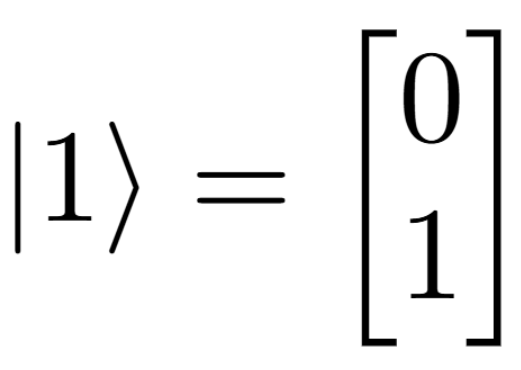 |1⟩ = [0
1]